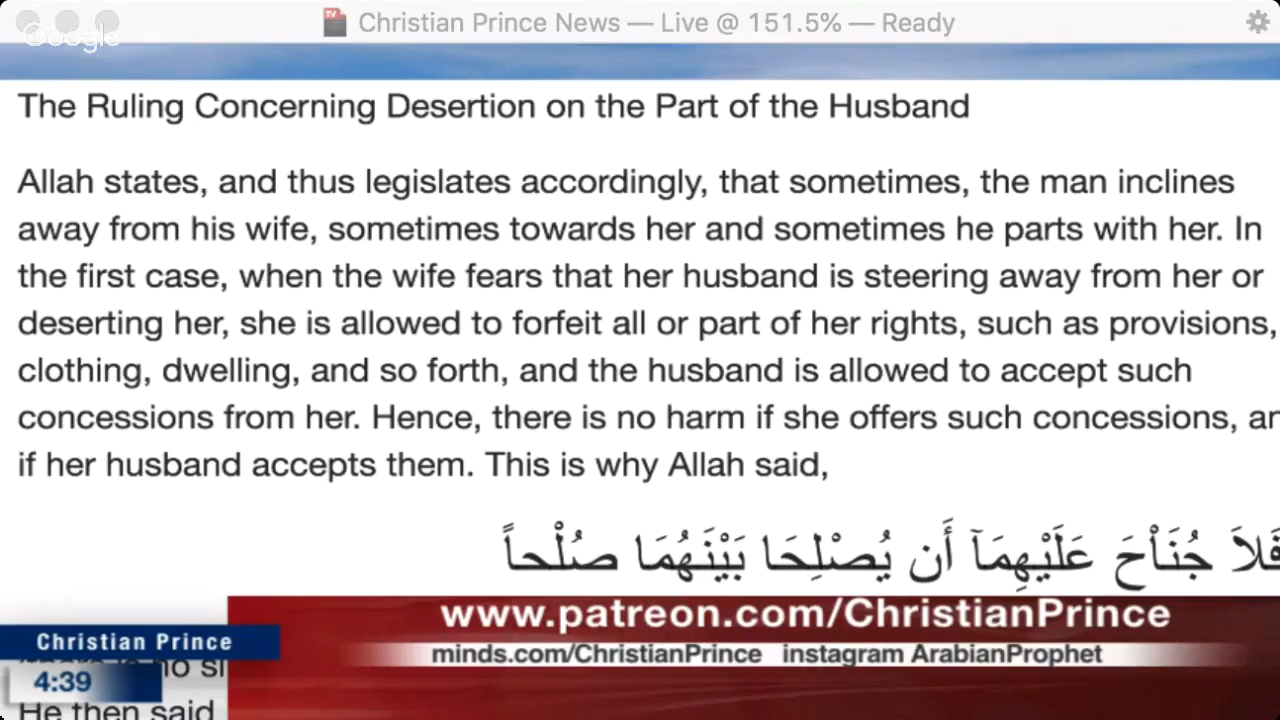 Christian Prince News — Live @ 151.5% — Ready
Google
The Ruling Concerning Desertion on the Part of the Husband
Allah states, and thus legislates accordingly, that sometimes, the man inclines
away from his wife, sometimes towards her and sometimes he parts with her. In
the first case, when the wife fears that her husband is steering away from her or
deserting her, she is allowed to forfeit all or part of her rights, such as provisions,
clothing, dwelling, and so forth, and the husband is allowed to accept such
concessions from her. Hence, there is no harm if she offers such concessions,
if her husband accepts them. This is why Allah said,
فَلاَ جُنَاْحَ عَلَيْهِمَآ أَن يُصْلِحَا بَيْنَهُمَا صُلْحاً
www.patreon.com/ChristianPrince
Christian Prince
minds.com/ChristianPrince instagram ArabianProphet
4:39
He then said